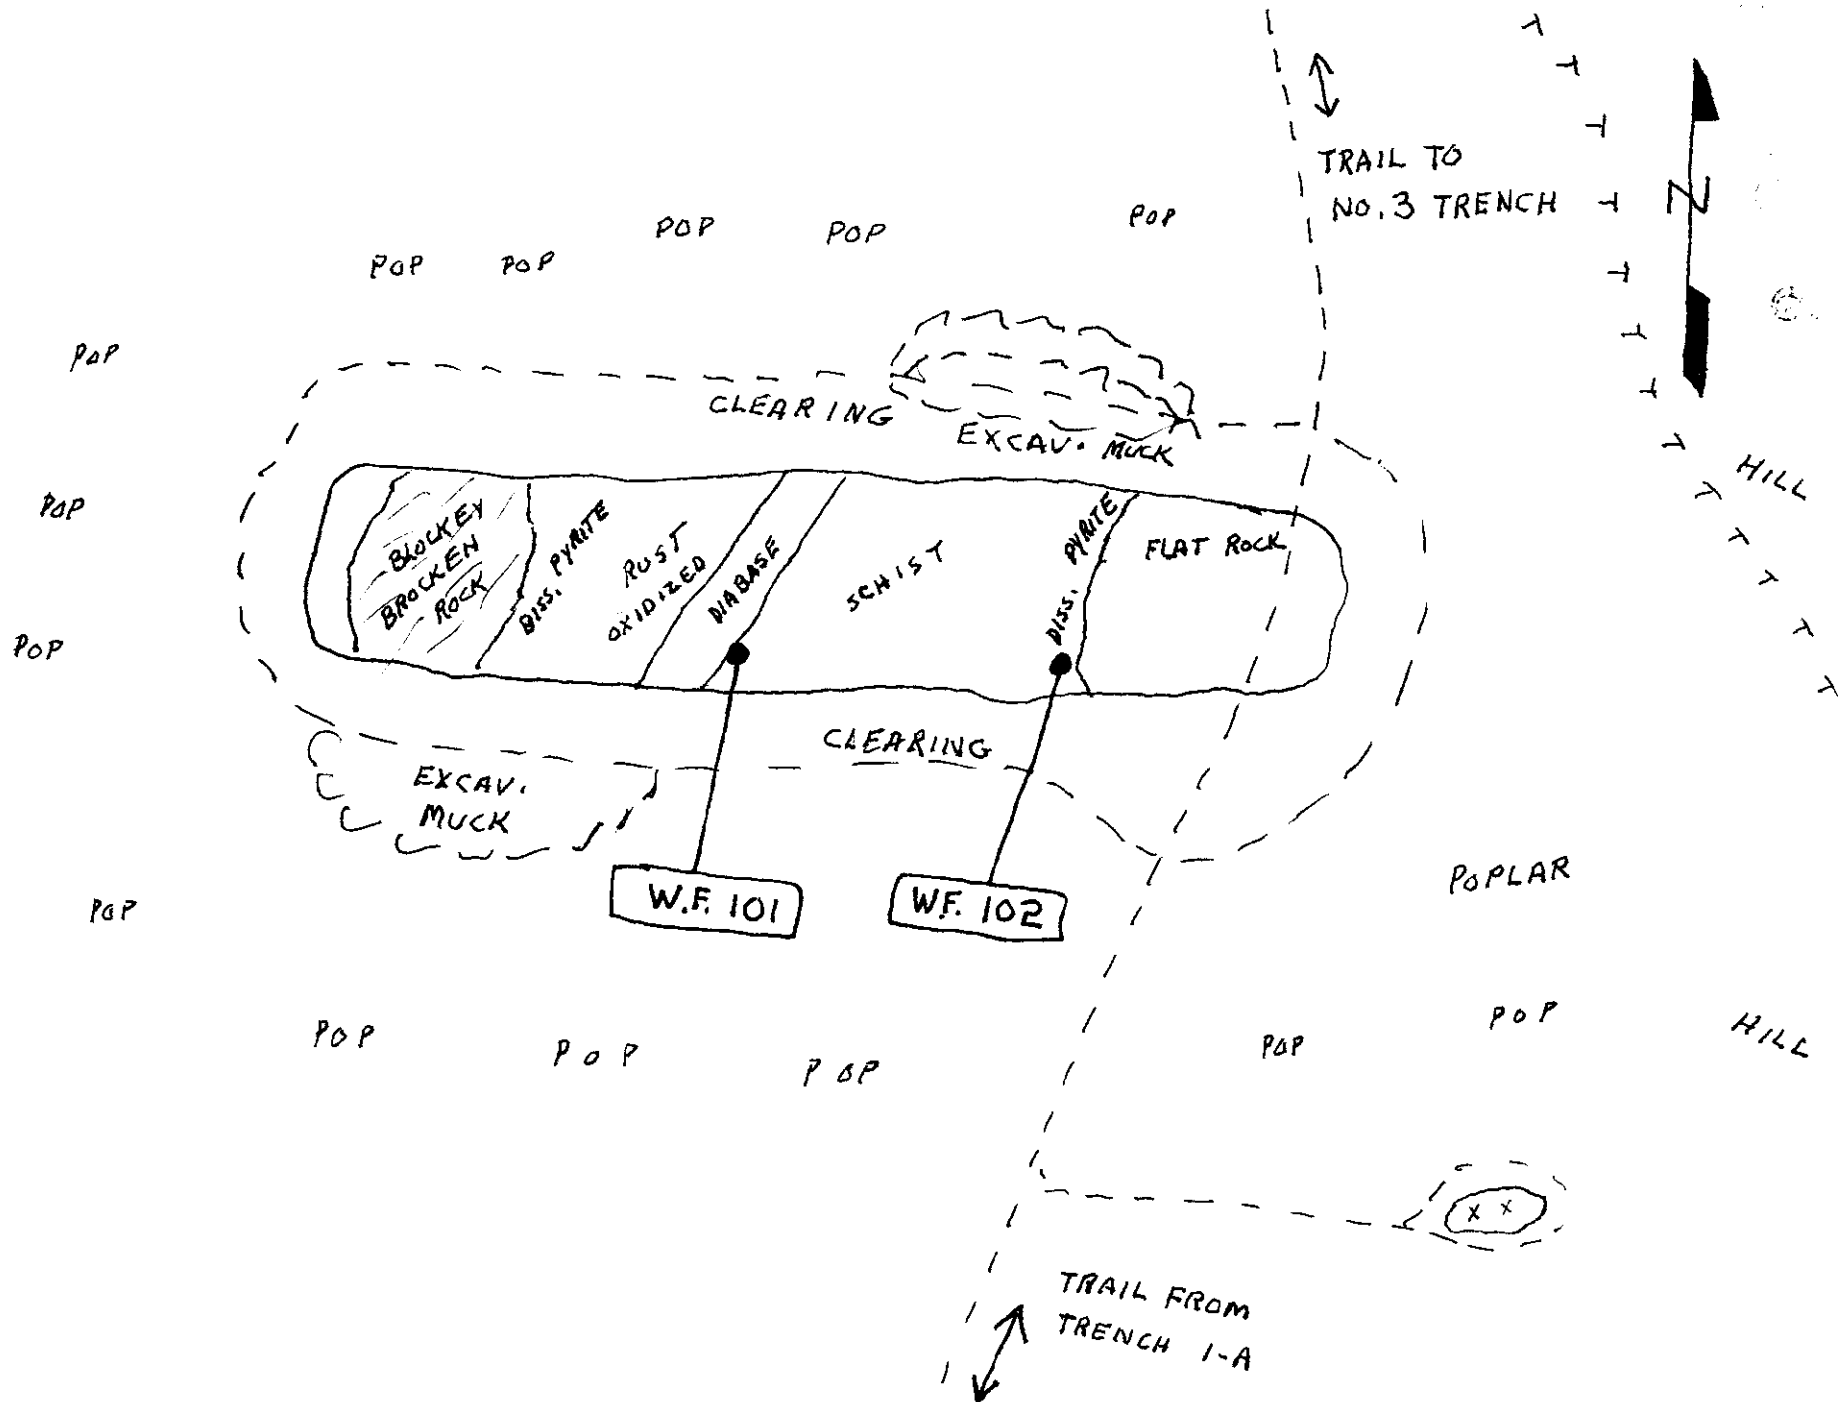 TRAIL TO
NO. 3 TRENCH
N
POP
POP
POP
POP
POP
POP
CLEARING
EXCAV. MUCK
HILL
POP
BLOCKEY
BROCKEN
ROCK
DISS. PYRITE
RUST
OXIDIZED
DIABASE
SCHIST
DISS. PYRITE
FLAT ROCK
POP
CLEARING
EXCAV.
MUCK
POPLAR
W.F. 101
W.F. 102
POP
POP
POP
POP
POP
POP
HILL
X X
TRAIL FROM
TRENCH 1-A